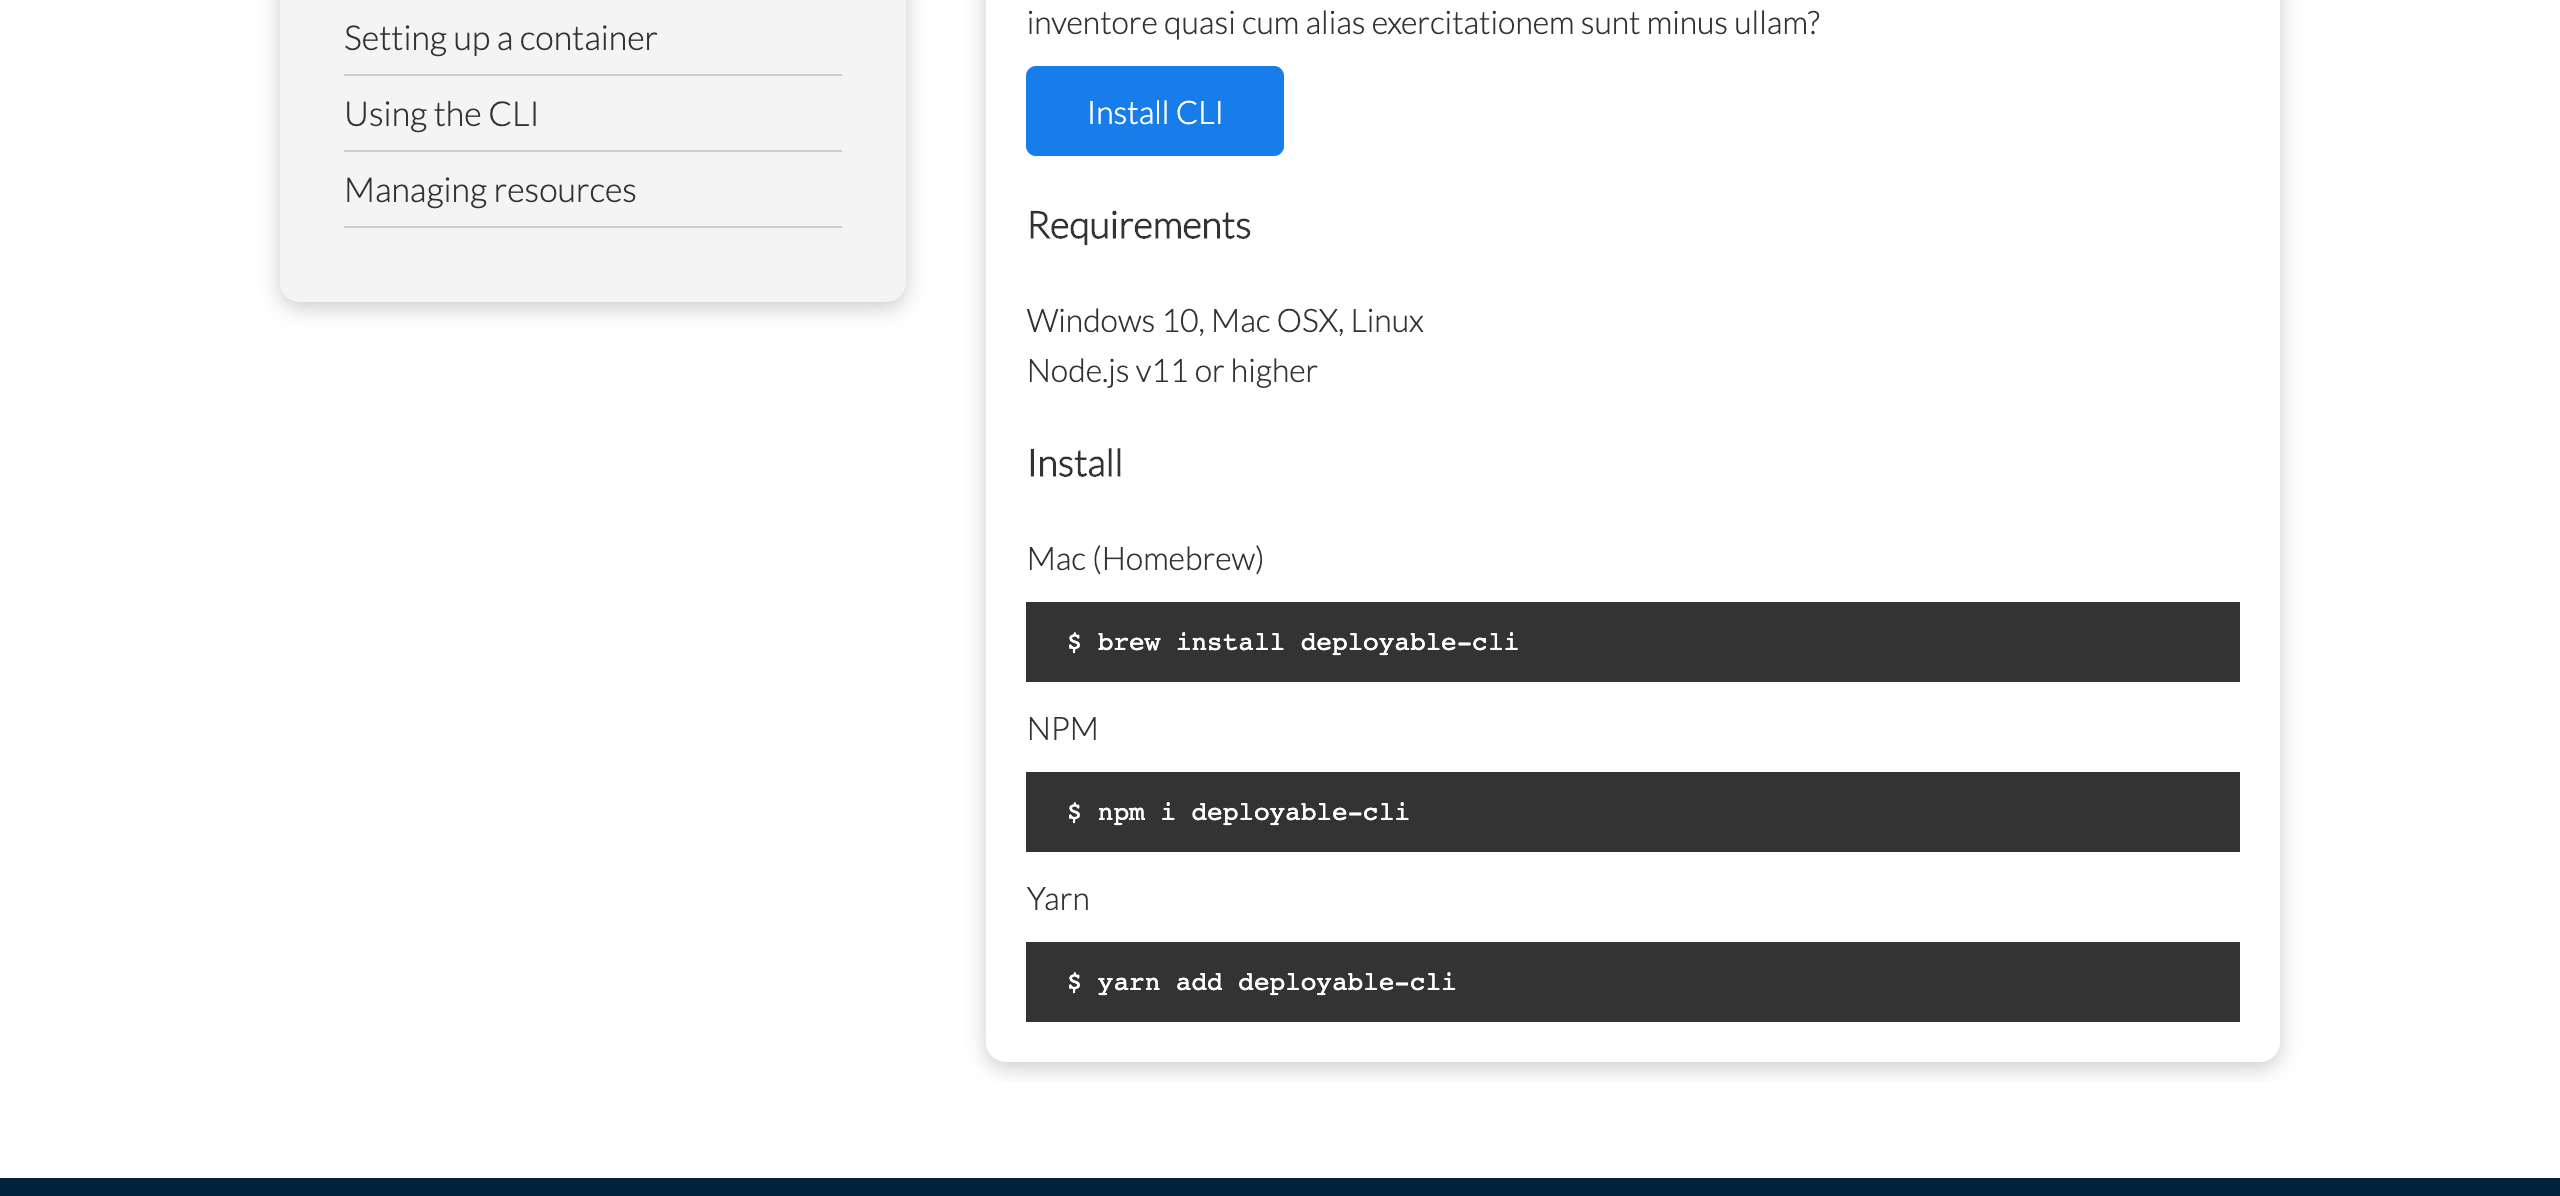 Setting up a container
Using the CLI
Managing resources
inventore quasi cum alias exercitationem sunt minus ullam?
Install CLI
Requirements
Windows 10, Mac OSX, Linux
Node.js v11 or higher
Install
Mac (Homebrew)
$ brew install deployable-cli
NPM
$ npm i deployable-cli
Yarn
$ yarn add deployable-cli